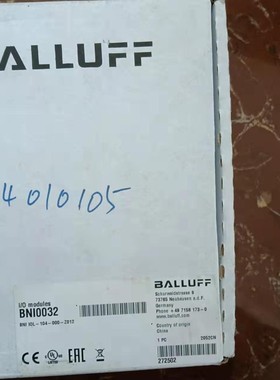 BALLUFF
4010105
I/O modules
BNI0032
BNI IOL-104-000-Z012
BALLUFF
Schurwaldstrasse 9
73765 Neuhausen a.d.F.
Germany
Phone + 49 7158 173-0
www.balluff.com
Country of origin
China
1 PC
272502